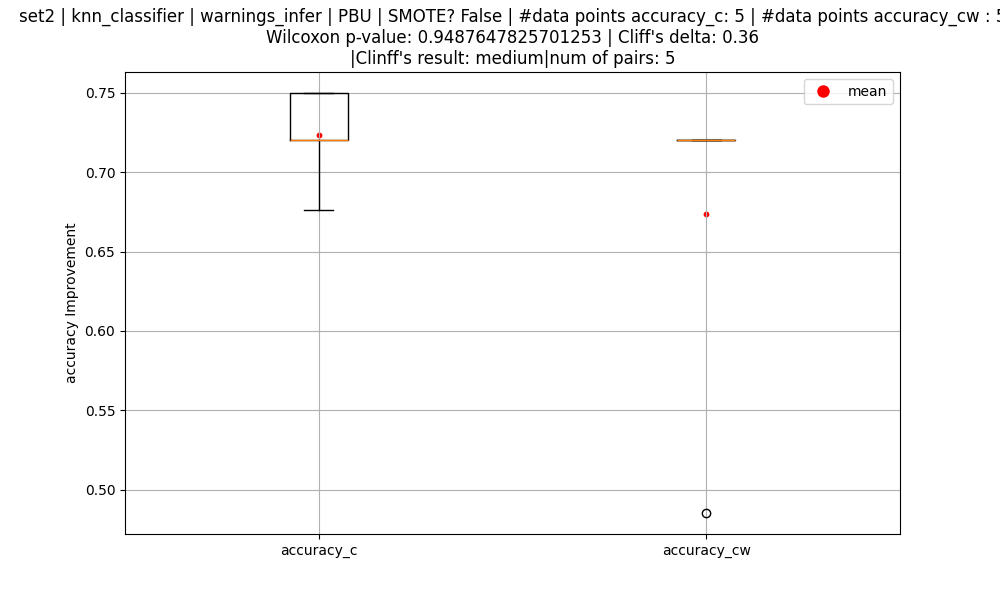 set2 | knn_classifier | warnings_infer | PBU | SMOTE? False | #data points accuracy_c: 5 | #data points accuracy_cw : 5
Wilcoxon p-value: 0.9487647825701253 | Cliff's delta: 0.36
|Clinff's result: medium|num of pairs: 5
mean
0.75
0.70
0.65
0.60
0.55
0.50
accuracy Improvement
accuracy_c
accuracy_cw